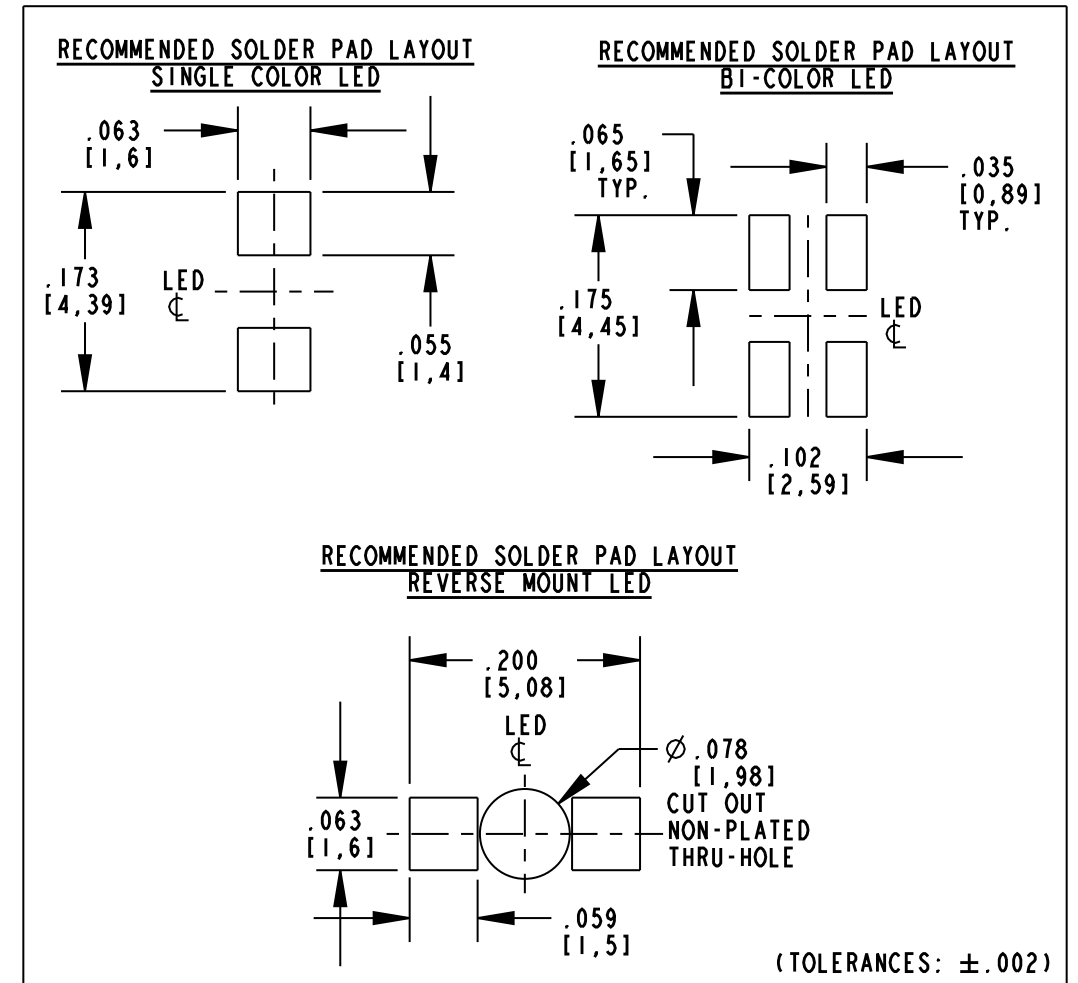 RECOMMENDED SOLDER PAD LAYOUT
SINGLE COLOR LED
.063
[1,6]
.173
[4,39]
LED
℄
.055
[1,4]
RECOMMENDED SOLDER PAD LAYOUT
BI-COLOR LED
.065
[1,65]
TYP.
.035
[0,89]
TYP.
.175
[4,45]
LED
℄
.102
[2,59]
RECOMMENDED SOLDER PAD LAYOUT
REVERSE MOUNT LED
.200
[5,08]
LED
℄
Ø.078
[1,98]
CUT OUT
NON-PLATED
THRU-HOLE
.063
[1,6]
.059
[1,5]
(TOLERANCES: ±.002)